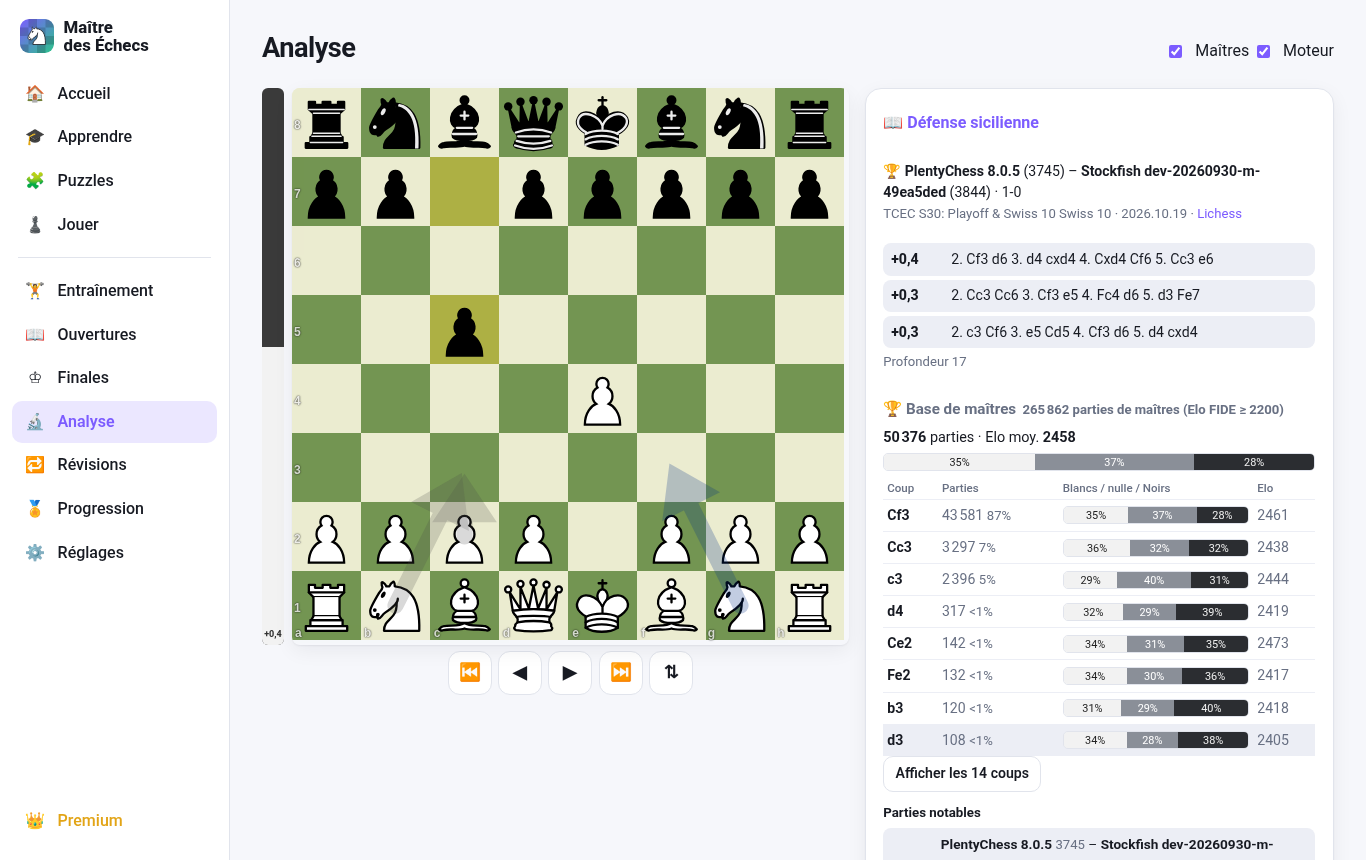 Maître
des Échecs
Accueil
Apprendre
Puzzles
Jouer
Entraînement
Ouvertures
Finales
Analyse
Révisions
Progression
Réglages
Premium
Analyse
Maîtres
Moteur
8
7
6
5
4
3
2
1
a
b
c
d
e
f
g
h
+0,4
Défense sicilienne
PlentyChess 8.0.5 (3745) – Stockfish dev-20260930-m-
49ea5ded (3844) · 1-0
TCEC S30: Playoff & Swiss 10 Swiss 10 · 2026.10.19 · Lichess
+0,4 2. Cf3 d6 3. d4 cxd4 4. Cxd4 Cf6 5. Cc3 e6
+0,3 2. Cc3 Cc6 3. Cf3 e5 4. Fc4 d6 5. d3 Fe7
+0,3 2. c3 Cf6 3. e5 Cd5 4. Cf3 d6 5. d4 cxd4
Profondeur 17
Base de maîtres 265 862 parties de maîtres (Elo FIDE ≥ 2200)
50 376 parties · Elo moy. 2458
35% 37% 28%
Coup Parties Blancs / nulle / Noirs Elo
Cf3 43 581 87% 35% 37% 28% 2461
Cc3 3 297 7% 36% 32% 32% 2438
c3 2 396 5% 29% 40% 31% 2444
d4 317 <1% 32% 29% 39% 2419
Ce2 142 <1% 34% 31% 35% 2473
Fe2 132 <1% 34% 30% 36% 2417
b3 120 <1% 31% 29% 40% 2418
d3 108 <1% 34% 28% 38% 2405
Afficher les 14 coups
Parties notables
PlentyChess 8.0.5 3745 – Stockfish dev-20260930-m-